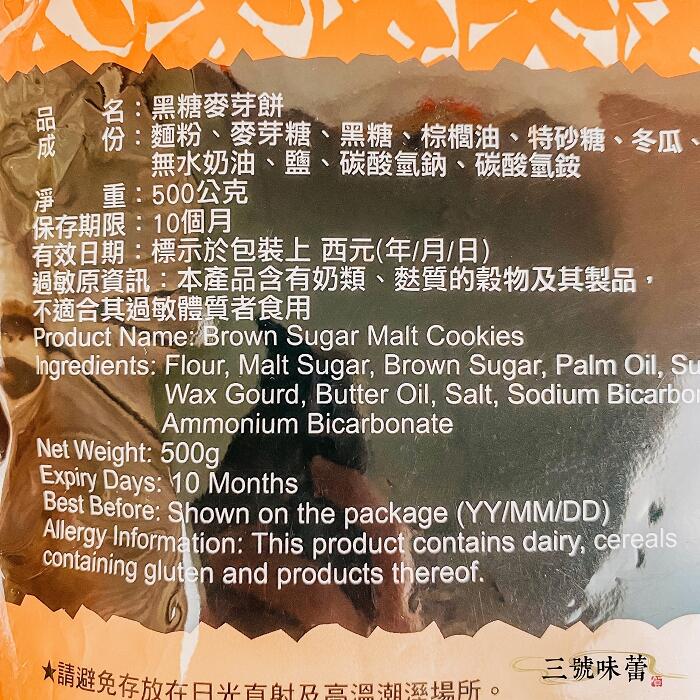 品　　名：黑糖麥芽餅
成　　份：麵粉、麥芽糖、黑糖、棕櫚油、特砂糖、冬瓜、
無水奶油、鹽、碳酸氫鈉、碳酸氫銨
淨　　重：500公克
保存期限：10個月
有效日期：標示於包裝上 西元(年/月/日)
過敏原資訊：本產品含有奶類、麩質的穀物及其製品，
不適合其過敏體質者食用
Product Name: Brown Sugar Malt Cookies
Ingredients: Flour, Malt Sugar, Brown Sugar, Palm Oil, Su
Wax Gourd, Butter Oil, Salt, Sodium Bicarbon
Ammonium Bicarbonate
Net Weight: 500g
Expiry Days: 10 Months
Best Before: Shown on the package (YY/MM/DD)
Allergy Information: This product contains dairy, cereals
containing gluten and products thereof.
★請避免存放在日光直射及高溫潮溼場所。
三號味蕾